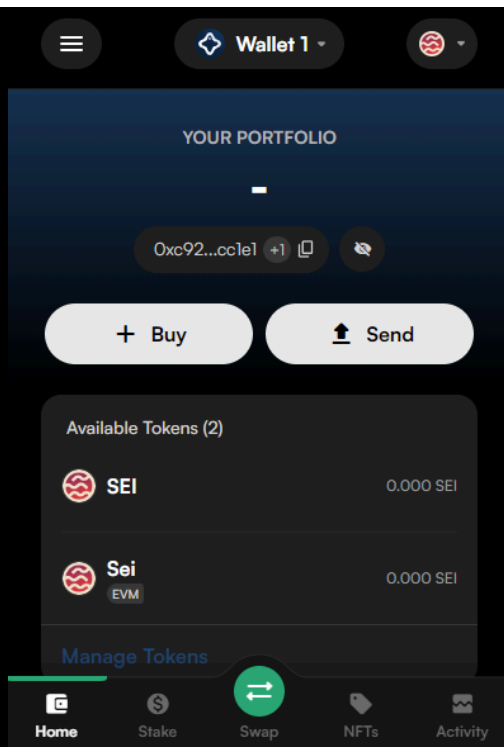 Wallet 1
YOUR PORTFOLIO
-
0xc92...cc1e1 +1
+ Buy
Send
Available Tokens (2)
SEI 0.000 SEI
Sei 0.000 SEI
EVM
Manage Tokens
Home Stake Swap NFTs Activity